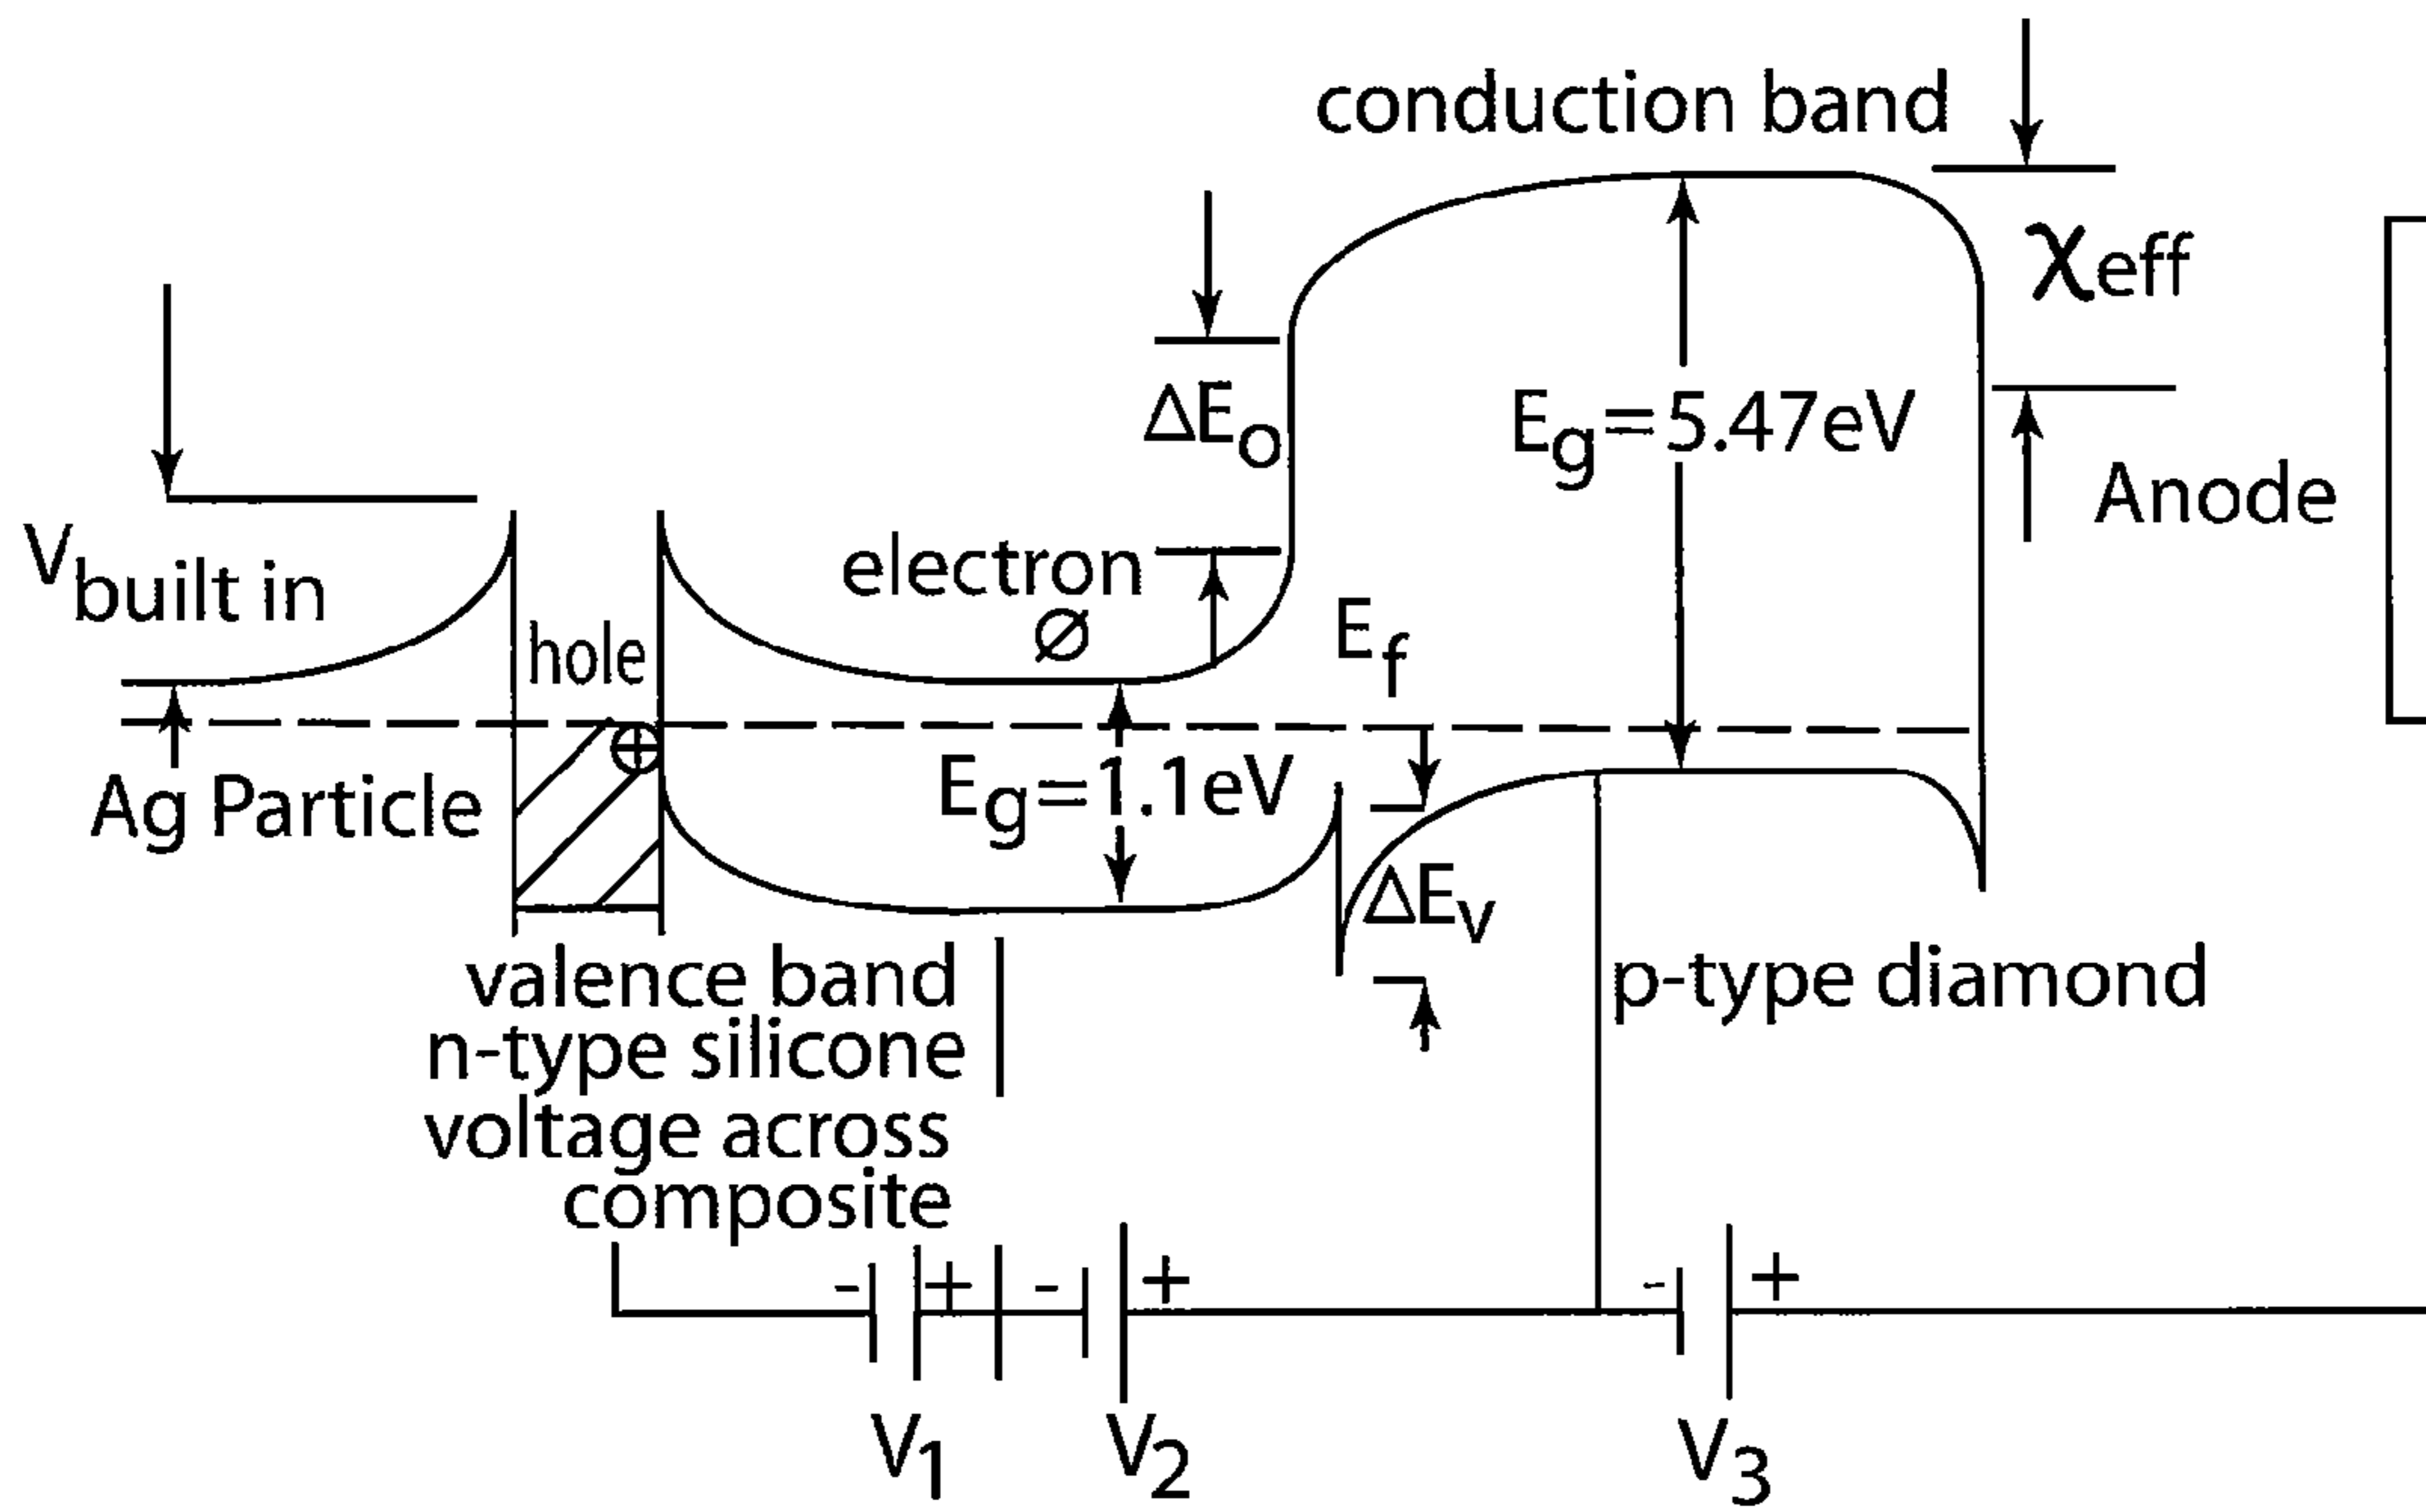 conduction band
χeff
ΔEo
Eg=5.47eV
Anode
Vbuilt in
electron
Ø
hole
Ef
Ag Particle
Eg=1.1eV
ΔEv
valence band
n-type silicone
voltage across
composite
p-type diamond
- + - + - +
V1 V2 V3